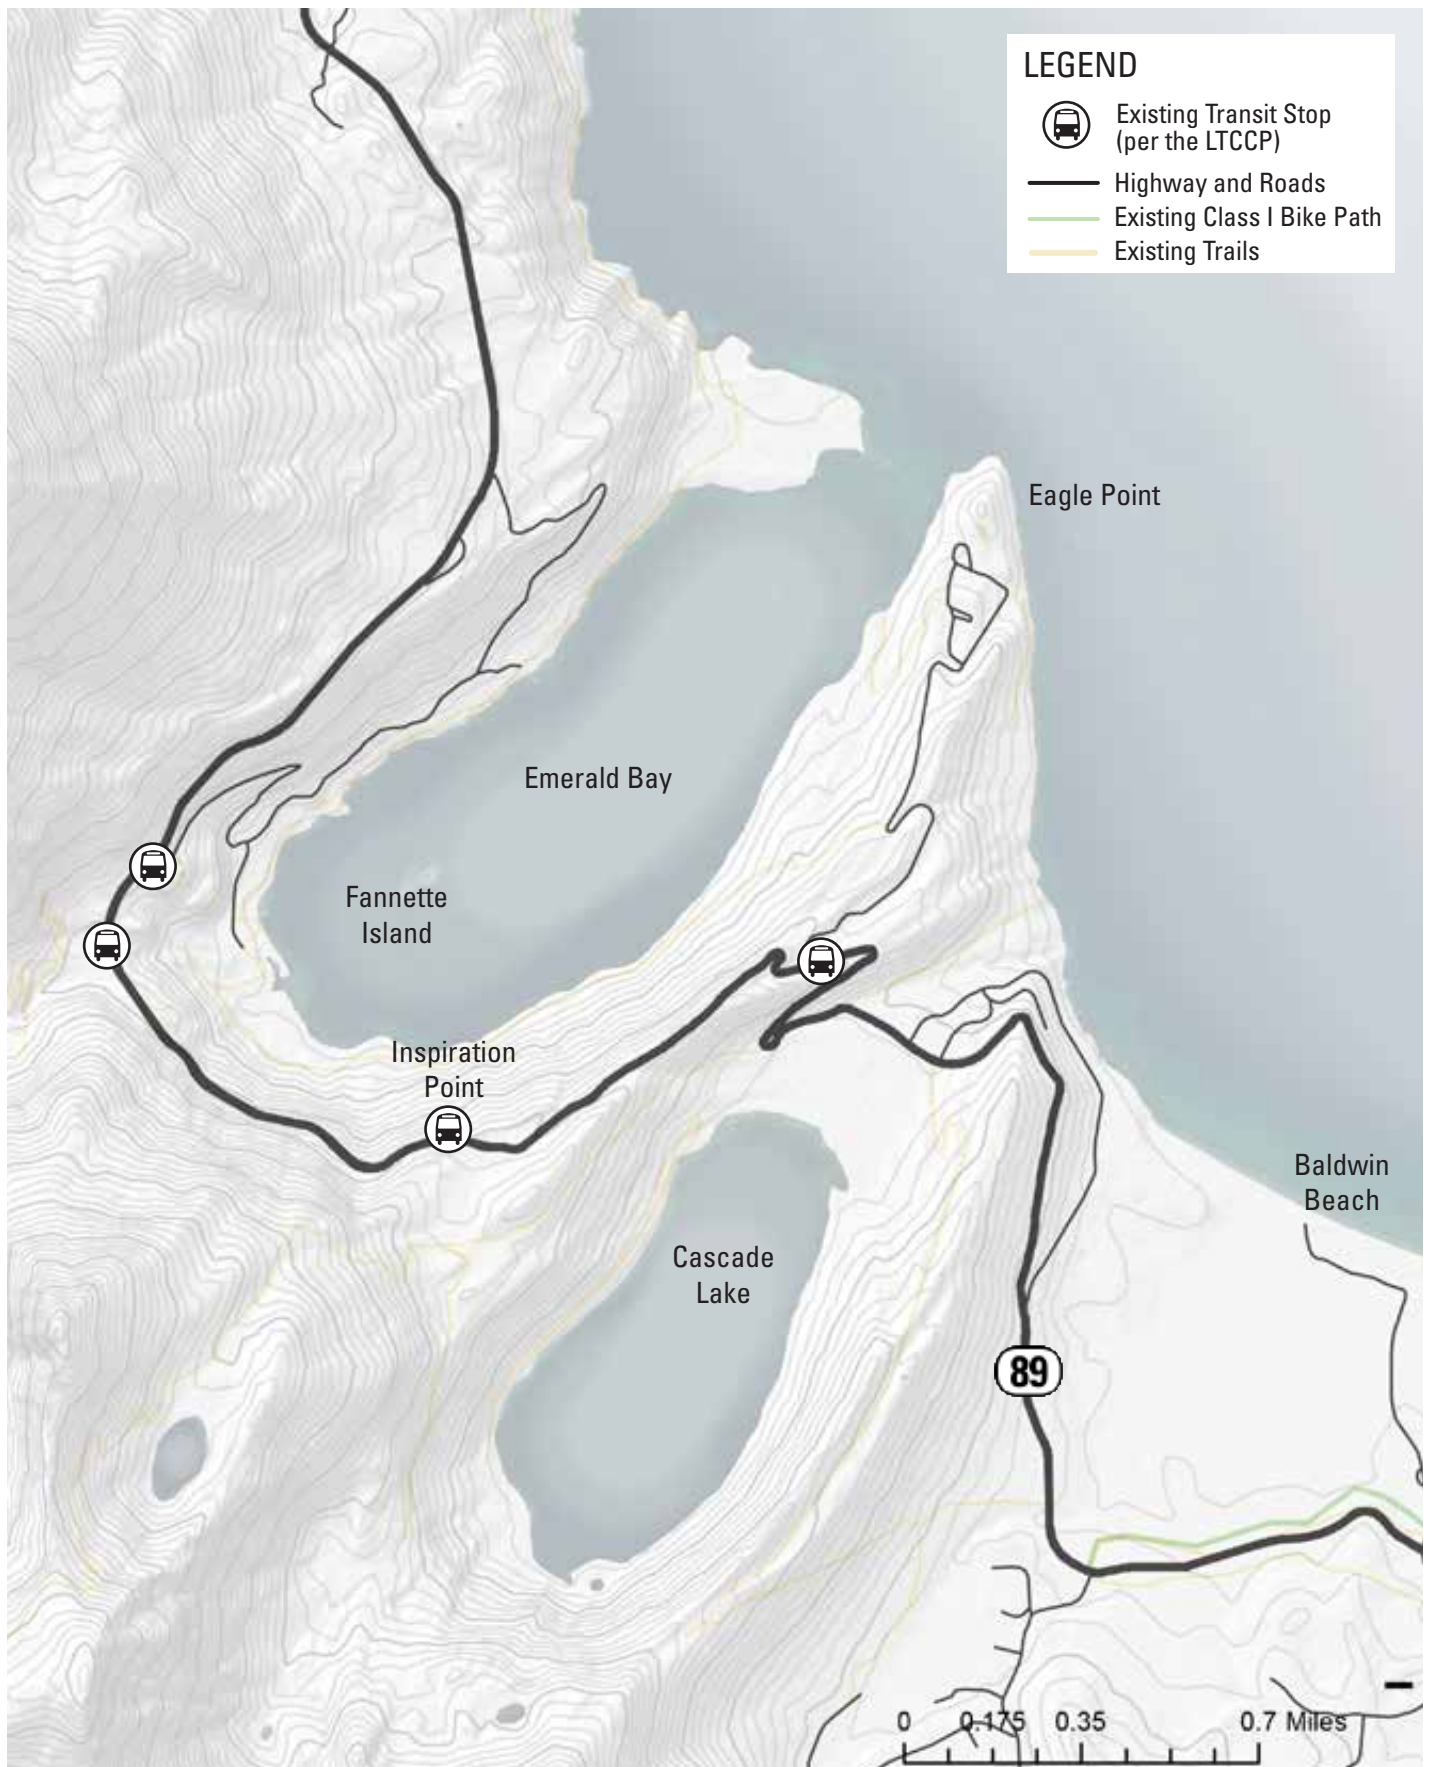 LEGEND
Existing Transit Stop
(per the LTCCP)
Highway and Roads
Existing Class I Bike Path
Existing Trails
Eagle Point
Emerald Bay
Fannette
Island
Inspiration
Point
Baldwin
Beach
Cascade
Lake
89
0 0.175 0.35 0.7 Miles